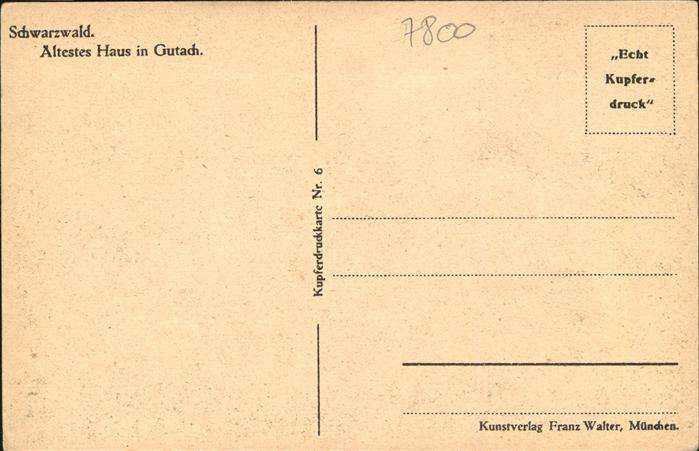 Schwarzwald.
Ältestes Haus in Gutach.
7800
„Echt
Kupfer-
druck“
Kupferdruckkarte Nr. 6
Kunstverlag Franz Walter, München.